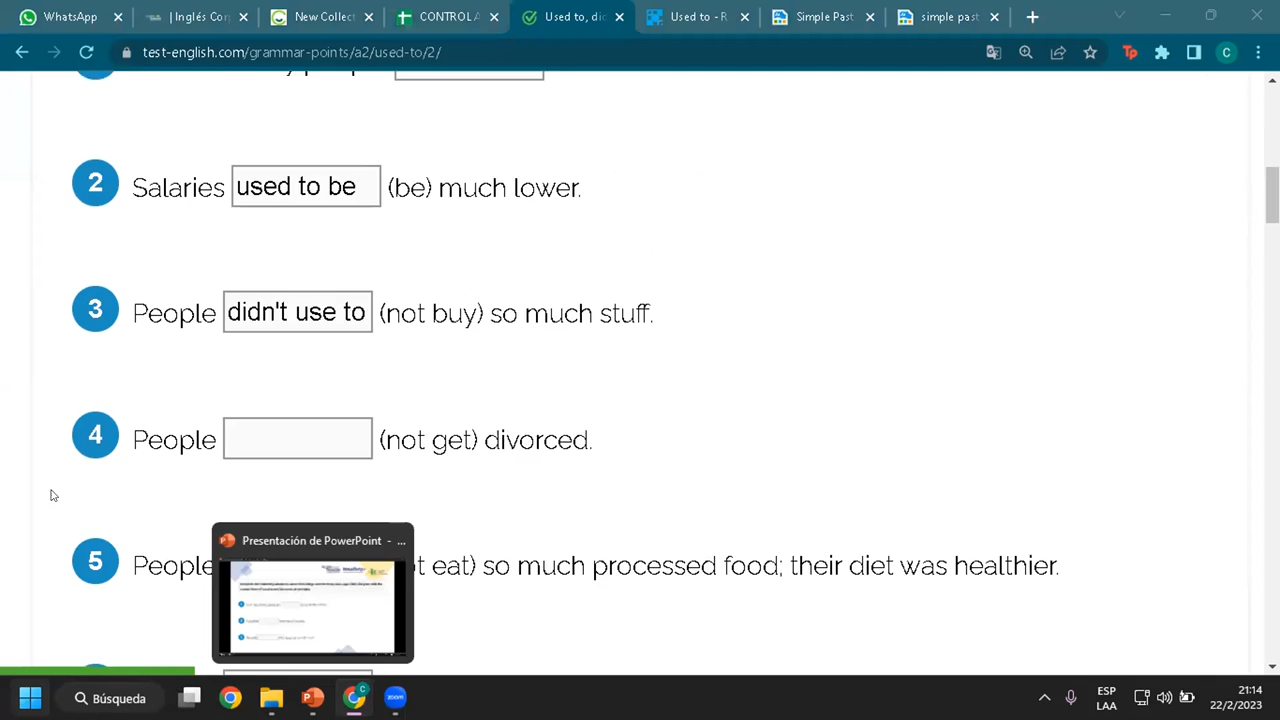 WhatsApp
| Inglés Cor
New Collect
CONTROL A
Used to, di
Used to - R
Simple Past
simple past
test-english.com/grammar-points/a2/used-to/2/
2 Salaries used to be (be) much lower.
3 People didn't use to (not buy) so much stuff.
4 People (not get) divorced.
Presentación de PowerPoint - ...
5 People t eat) so much processed food; their diet was healthier.
Búsqueda
zoom
ESP
LAA
21:14
22/2/2023